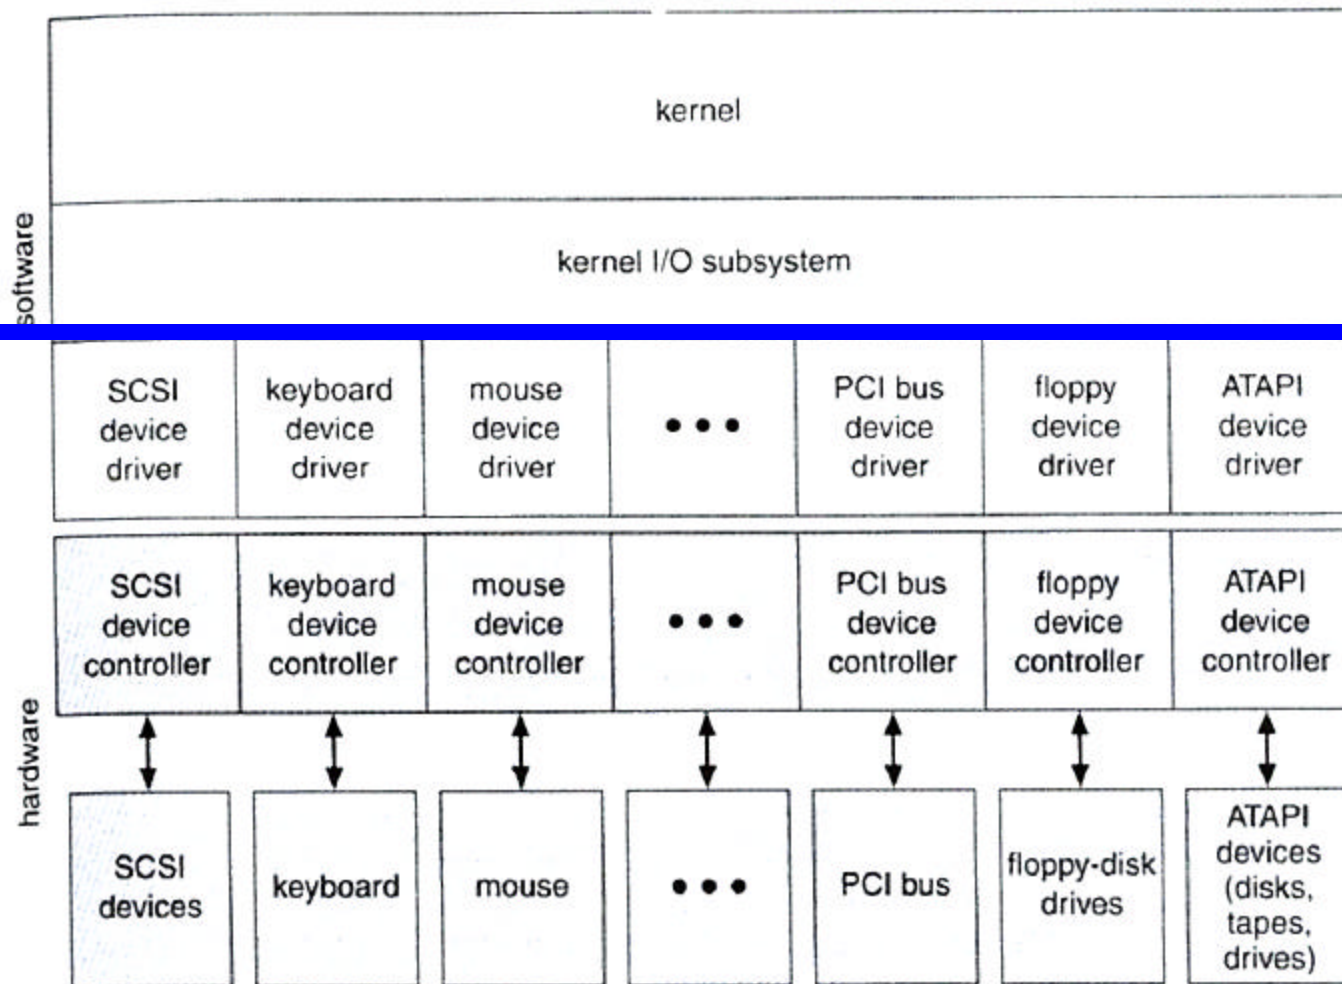 kernel
software
kernel I/O subsystem
SCSI
device
driver
keyboard
device
driver
mouse
device
driver
PCI bus
device
driver
floppy
device
driver
ATAPI
device
driver
hardware
SCSI
device
controller
keyboard
device
controller
mouse
device
controller
PCI bus
device
controller
floppy
device
controller
ATAPI
device
controller
SCSI
devices
keyboard
mouse
PCI bus
floppy-disk
drives
ATAPI
devices
(disks,
tapes,
drives)